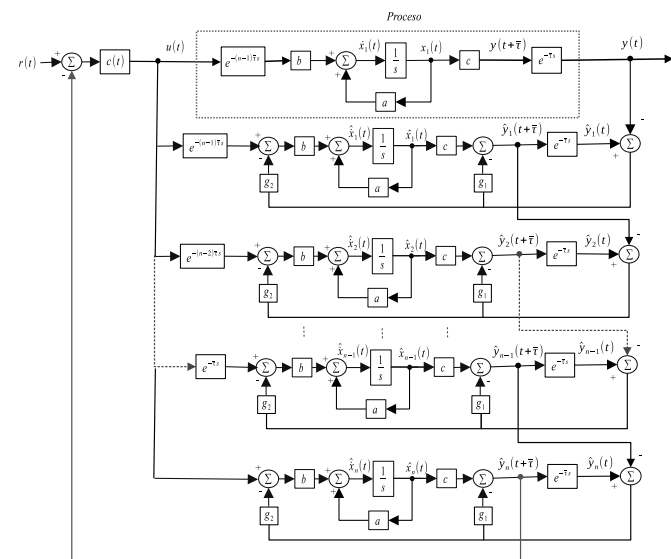 Proceso
r(t) + Σ - c(t) u(t) e^{-(n-1)τ̄s} b + Σ + ẋ₁(t) 1/s x₁(t) c y(t+τ̄) e^{-τ̄s} y(t)
a
e^{-(n-1)τ̄s} + Σ - b + Σ + x̂̇₁(t) 1/s x̂₁(t) c Σ - ŷ₁(t+τ̄) e^{-τ̄s} ŷ₁(t) + Σ -
g₂ a g₁
e^{-(n-2)τ̄s} + Σ - b + Σ + x̂̇₂(t) 1/s x̂₂(t) c Σ - ŷ₂(t+τ̄) e^{-τ̄s} ŷ₂(t) + Σ -
g₂ a g₁
e^{-τ̄s} + Σ - b + Σ + x̂̇ₙ₋₁(t) 1/s x̂ₙ₋₁(t) c Σ - ŷₙ₋₁(t+τ̄) e^{-τ̄s} ŷₙ₋₁(t) + Σ -
g₂ a g₁
+ Σ - b + Σ + x̂̇ₙ(t) 1/s x̂ₙ(t) c Σ - ŷₙ(t+τ̄) e^{-τ̄s} ŷₙ(t) + Σ -
g₂ a g₁